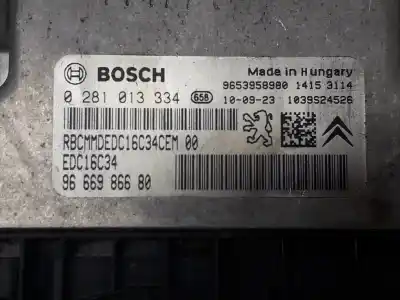 BOSCH
Made in Hungary
9653958980 1415 3114
0 281 013 334 658 10-09-23 1039S24526
RBCMMDEDC16C34CEM 00
EDC16C34
96 669 866 80